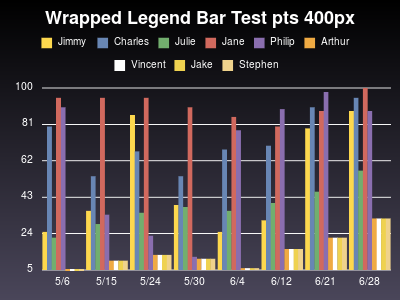 Wrapped Legend Bar Test pts 400px
Jimmy Charles Julie Jane Philip Arthur
Vincent Jake Stephen
100
81
62
43
24
5
5/6 5/15 5/24 5/30 6/4 6/12 6/21 6/28